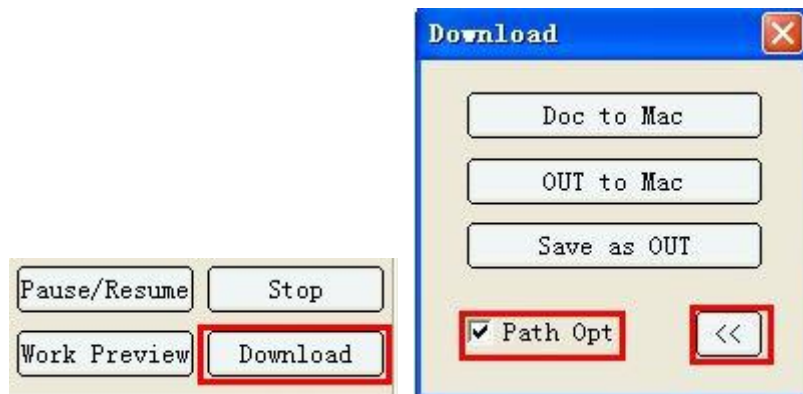 Pause/Resume
Stop
Work Preview
Download
Download
Doc to Mac
OUT to Mac
Save as OUT
Path Opt
<<